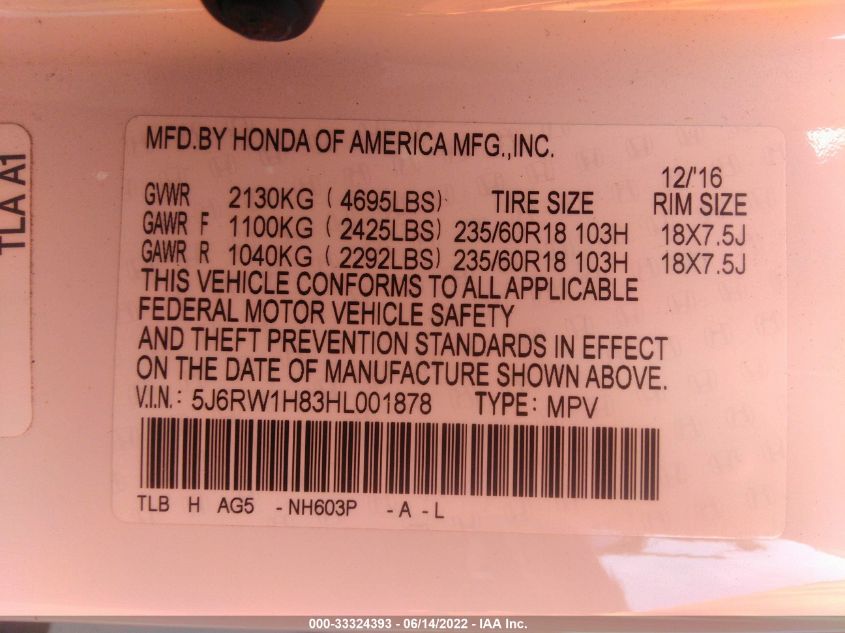 TLA A1
MFD.BY HONDA OF AMERICA MFG.,INC.
12/'16
GVWR 2130KG ( 4695LBS) TIRE SIZE RIM SIZE
GAWR F 1100KG ( 2425LBS) 235/60R18 103H 18X7.5J
GAWR R 1040KG ( 2292LBS) 235/60R18 103H 18X7.5J
THIS VEHICLE CONFORMS TO ALL APPLICABLE
FEDERAL MOTOR VEHICLE SAFETY
AND THEFT PREVENTION STANDARDS IN EFFECT
ON THE DATE OF MANUFACTURE SHOWN ABOVE.
V.I.N.: 5J6RW1H83HL001878 TYPE: MPV
TLB H AG5 -NH603P -A -L
000-33324393 - 06/14/2022 - IAA Inc.